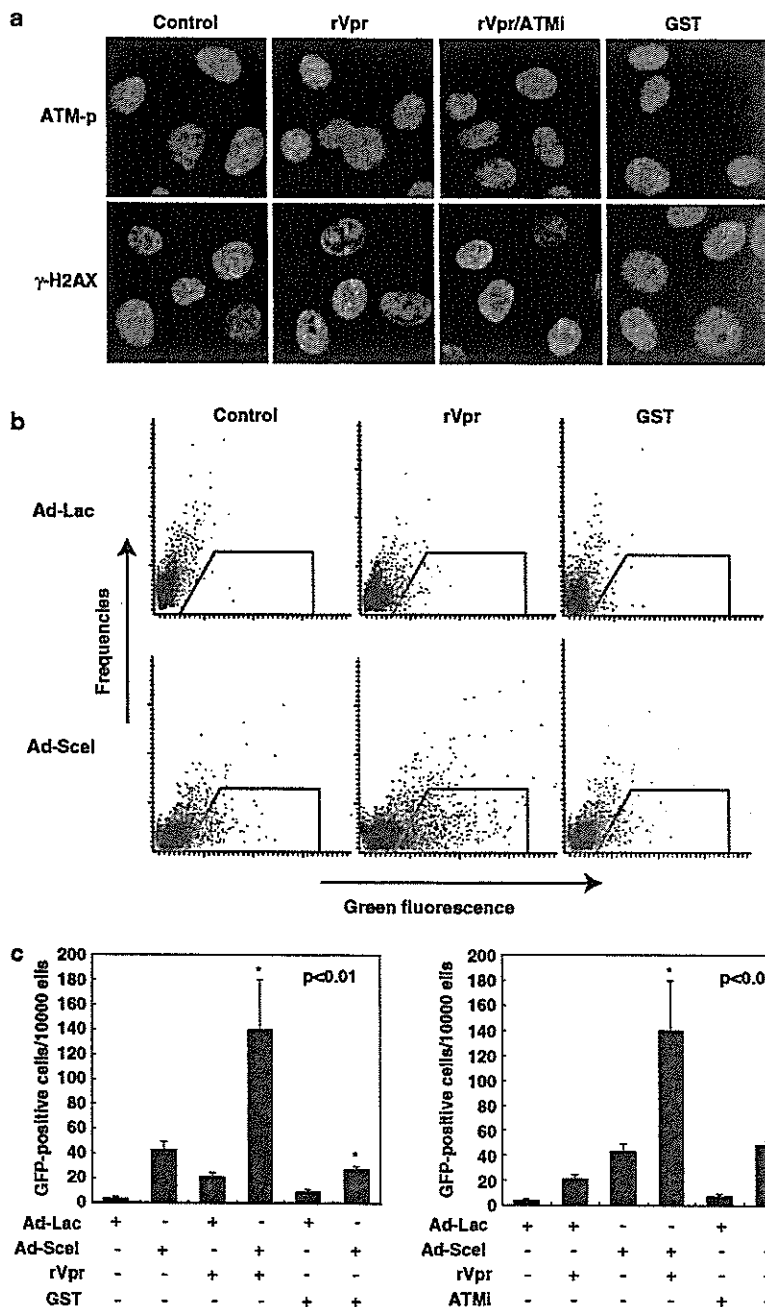 a
Control rVpr rVpr/ATMi GST
ATM-p
γ-H2AX
b
Control rVpr GST
Ad-Lac
Frequencies
Ad-SceI
Green fluorescence
c
GFP-positive cells/10000 ells
200
180
160
140
120
100
80
60
40
20
0
* p<0.01
*
Ad-Lac + - + - + -
Ad-SceI - + - + - +
rVpr - - + + - -
GST - - - - + +
GFP-positive cells/10000 ells
200
180
160
140
120
100
80
60
40
20
0
* p<0.0
Ad-Lac + + - - +
Ad-SceI - - + + -
rVpr - + - + -
ATMi - - - - +